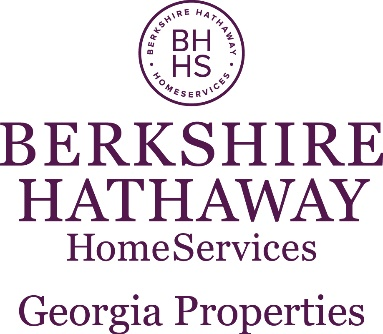 BERKSHIRE HATHAWAY
BH
HS
HOMESERVICES
BERKSHIRE
HATHAWAY
HomeServices
Georgia Properties